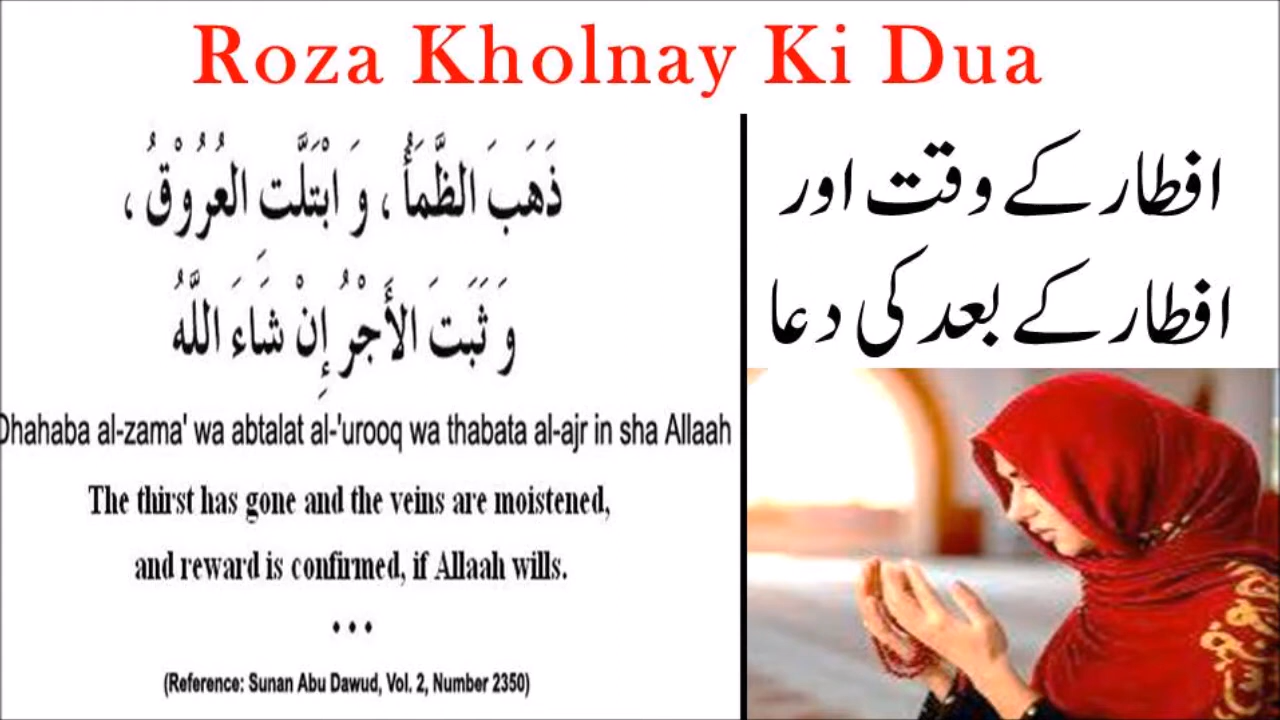 Roza Kholnay Ki Dua
ذَهَبَ الظَّمَأُ ، وَ ابْتَلَّتِ العُرُوْقُ ،
وَ ثَبَتَ الأَجْرُ إِنْ شَاءَ اللَّهُ
Dhahaba al-zama' wa abtalat al-'urooq wa thabata al-ajr in sha Allaah
The thirst has gone and the veins are moistened,
and reward is confirmed, if Allaah wills.
...
(Reference: Sunan Abu Dawud, Vol. 2, Number 2350)
افطار کے وقت اور
افطار کے بعد کی دعا